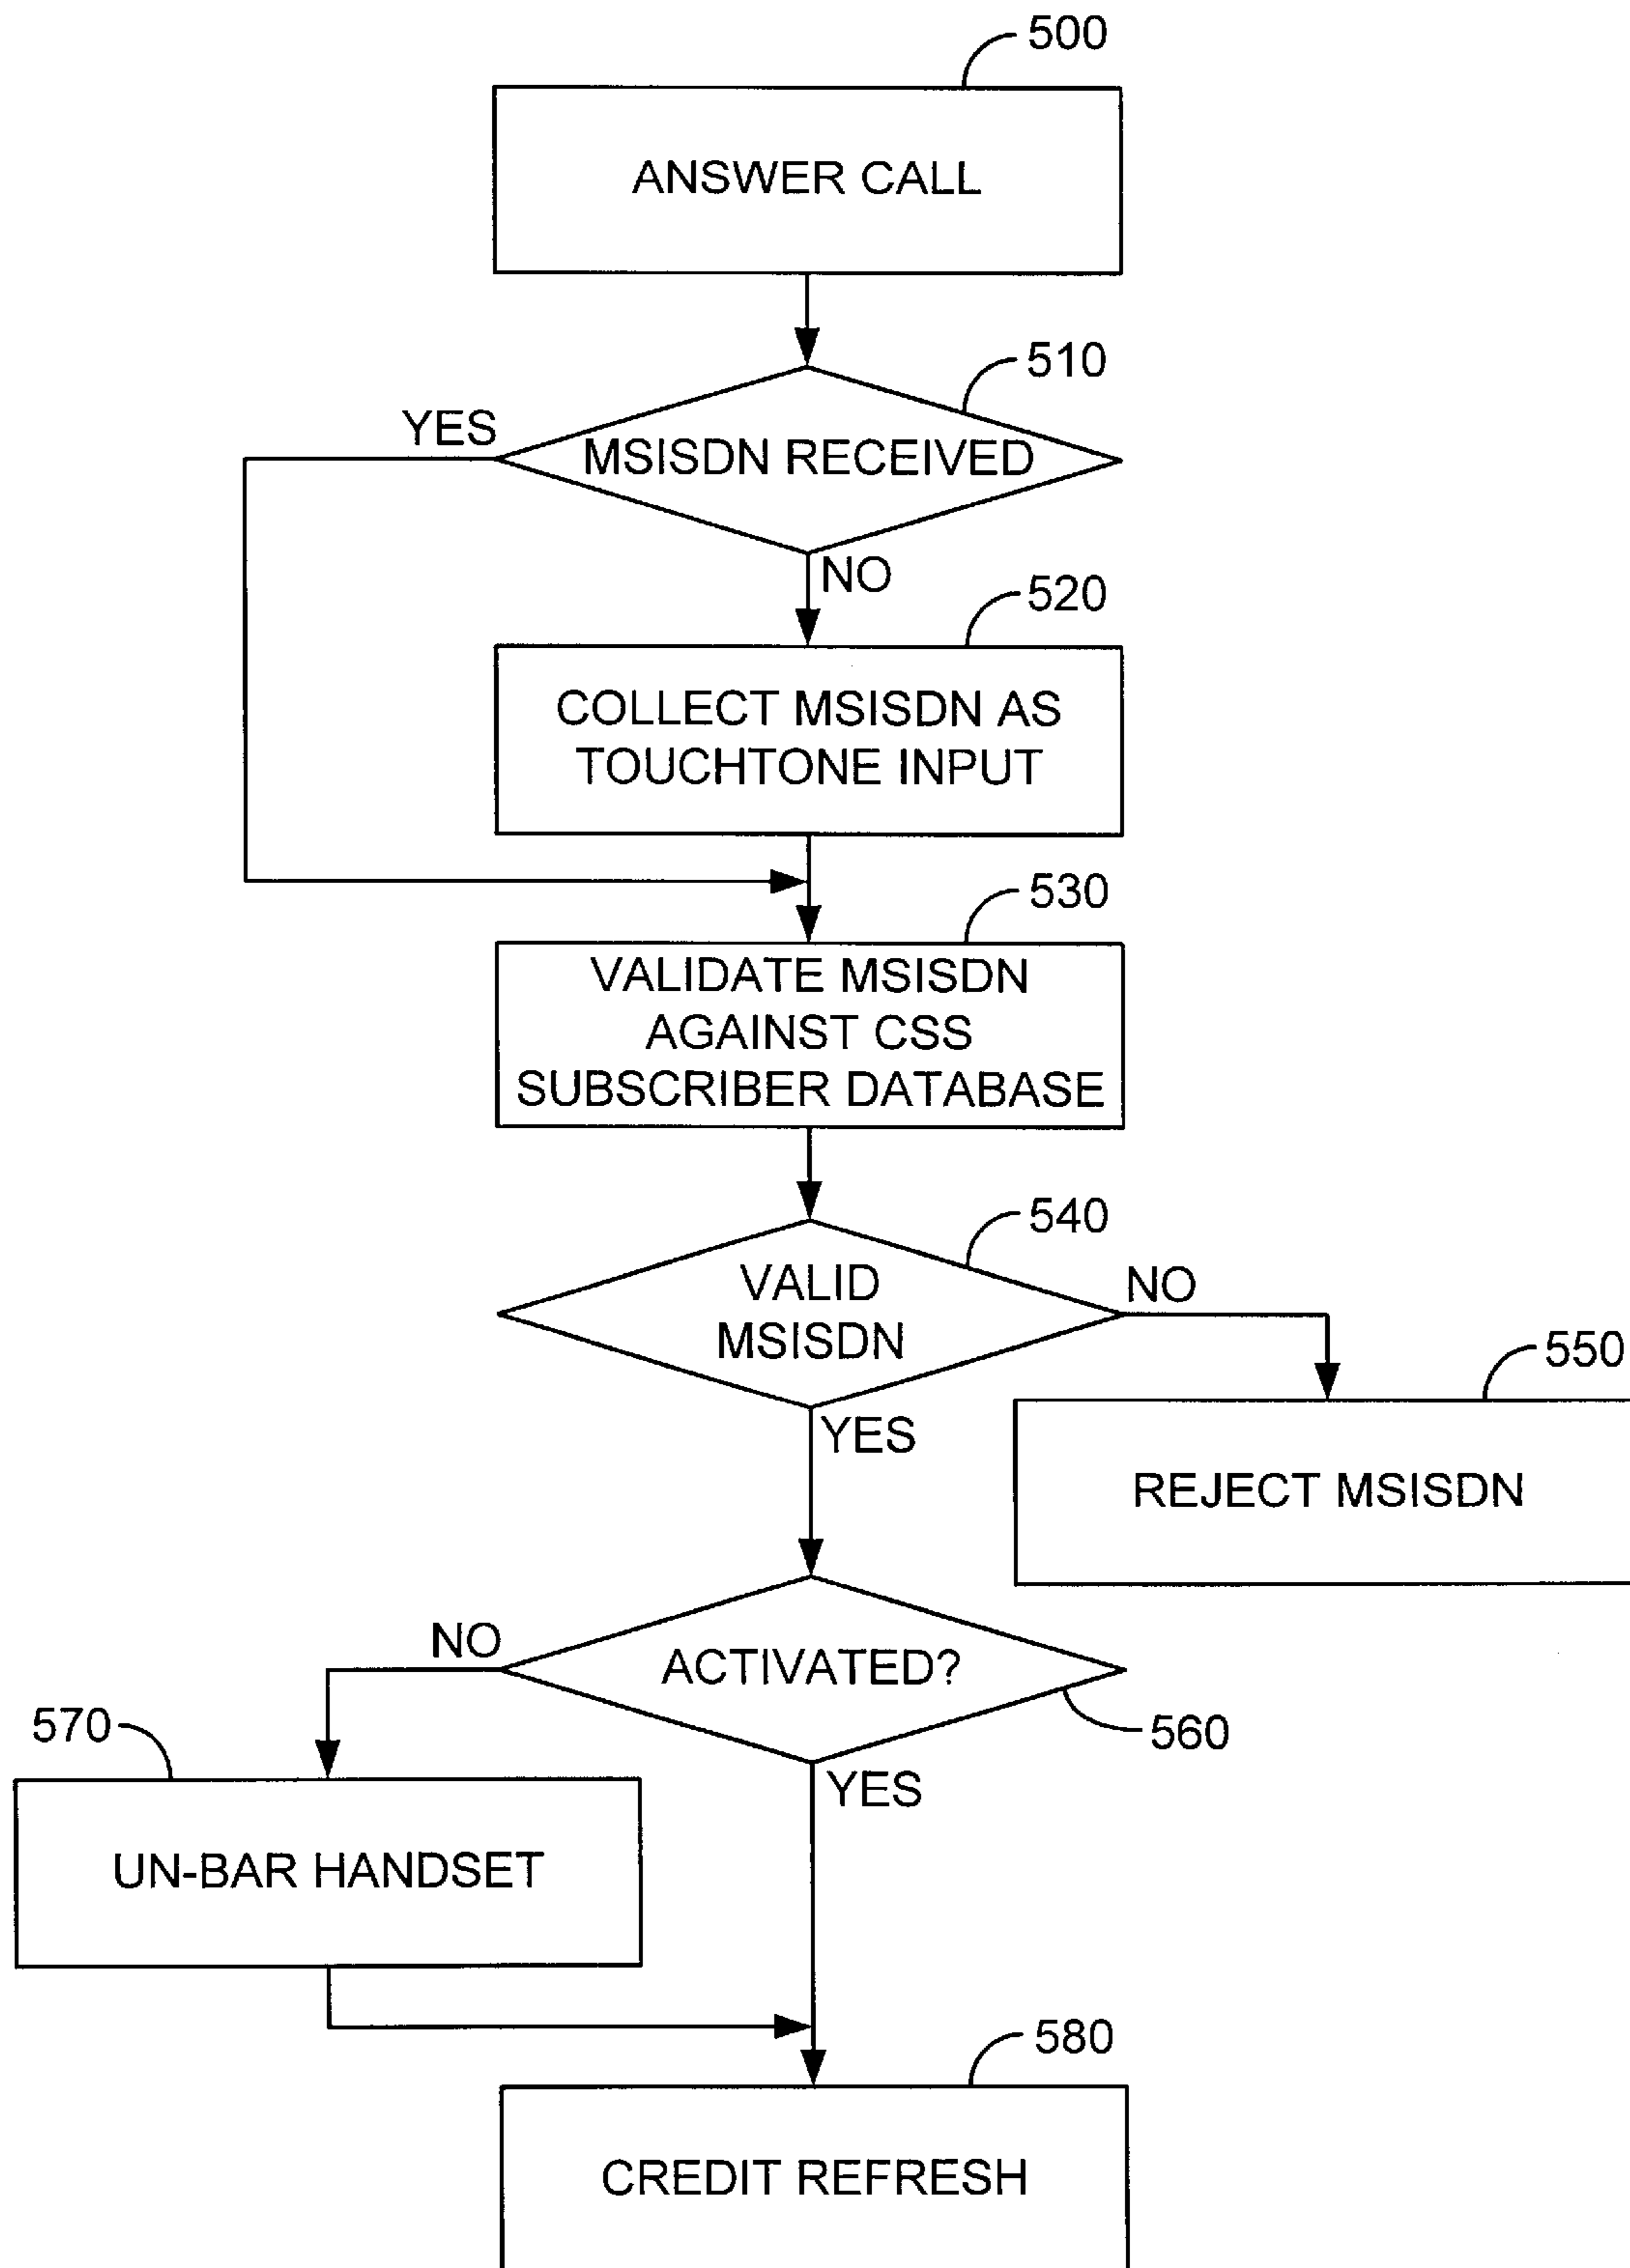 500
ANSWER CALL
510
YES
MSISDN RECEIVED
NO
520
COLLECT MSISDN AS
TOUCHTONE INPUT
530
VALIDATE MSISDN
AGAINST CSS
SUBSCRIBER DATABASE
540
VALID
MSISDN
NO
550
YES
REJECT MSISDN
NO
ACTIVATED?
560
570
YES
UN-BAR HANDSET
580
CREDIT REFRESH